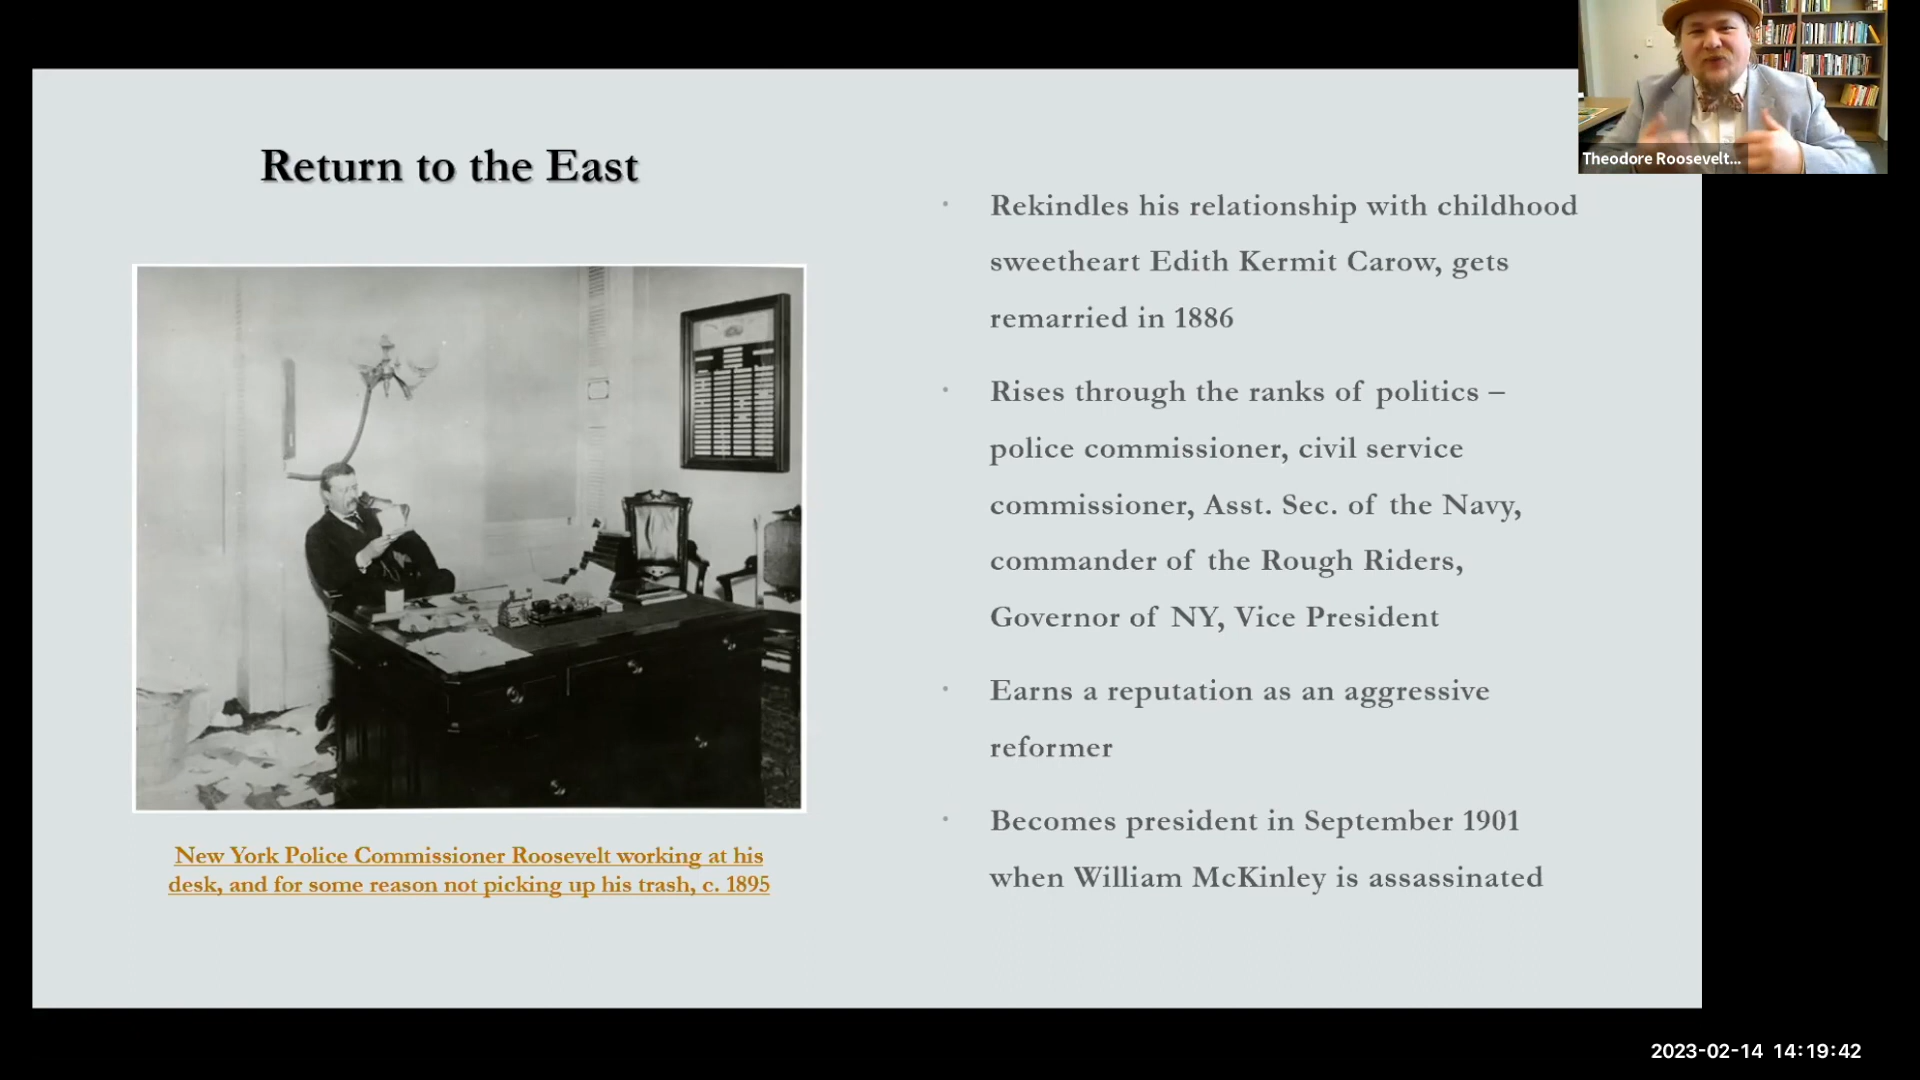 Theodore Roosevelt...
Return to the East
New York Police Commissioner Roosevelt working at his
desk, and for some reason not picking up his trash, c. 1895
• Rekindles his relationship with childhood
sweetheart Edith Kermit Carow, gets
remarried in 1886
• Rises through the ranks of politics –
police commissioner, civil service
commissioner, Asst. Sec. of the Navy,
commander of the Rough Riders,
Governor of NY, Vice President
• Earns a reputation as an aggressive
reformer
• Becomes president in September 1901
when William McKinley is assassinated
2023-02-14 14:19:42